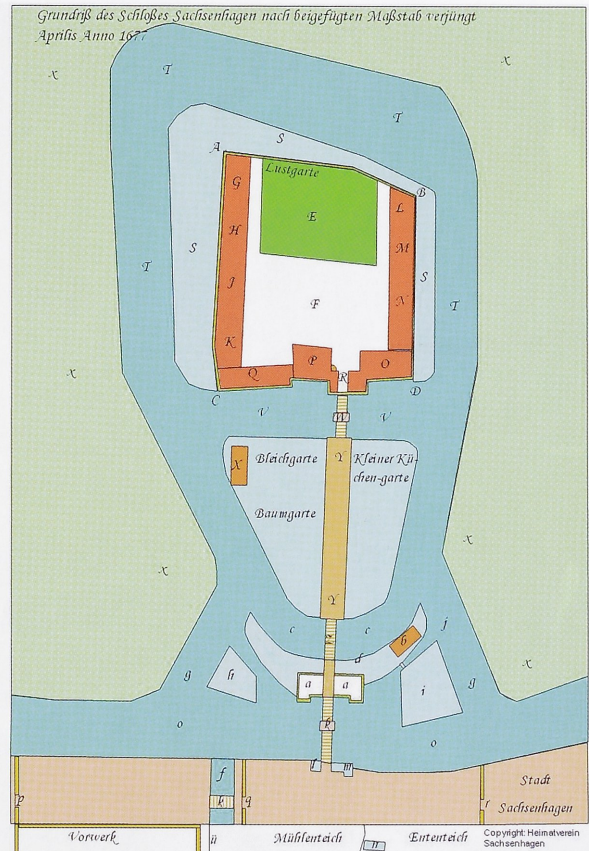 Grundriß des Schloßes Sachsenhagen nach beigefügten Maßstab verjüngt
Aprilis Anno 1677
x
x
T
T
S
A
Lustgarte
G
B
L
E
H
M
S
S
T
J
N
T
F
K
P
O
x
Q
R
C
D
V
W
V
X
Bleichgarte
Y
Kleiner Kü-
chen-garte
Baumgarte
x
x
Y
c
c
j
b
d
x
g
h
a
a
i
g
o
k
o
l
m
f
Stadt
p
k
q
r
Sachsenhagen
Vorwerk
ü
Mühlenteich
n
Ententeich
Copyright: Heimatverein
Sachsenhagen